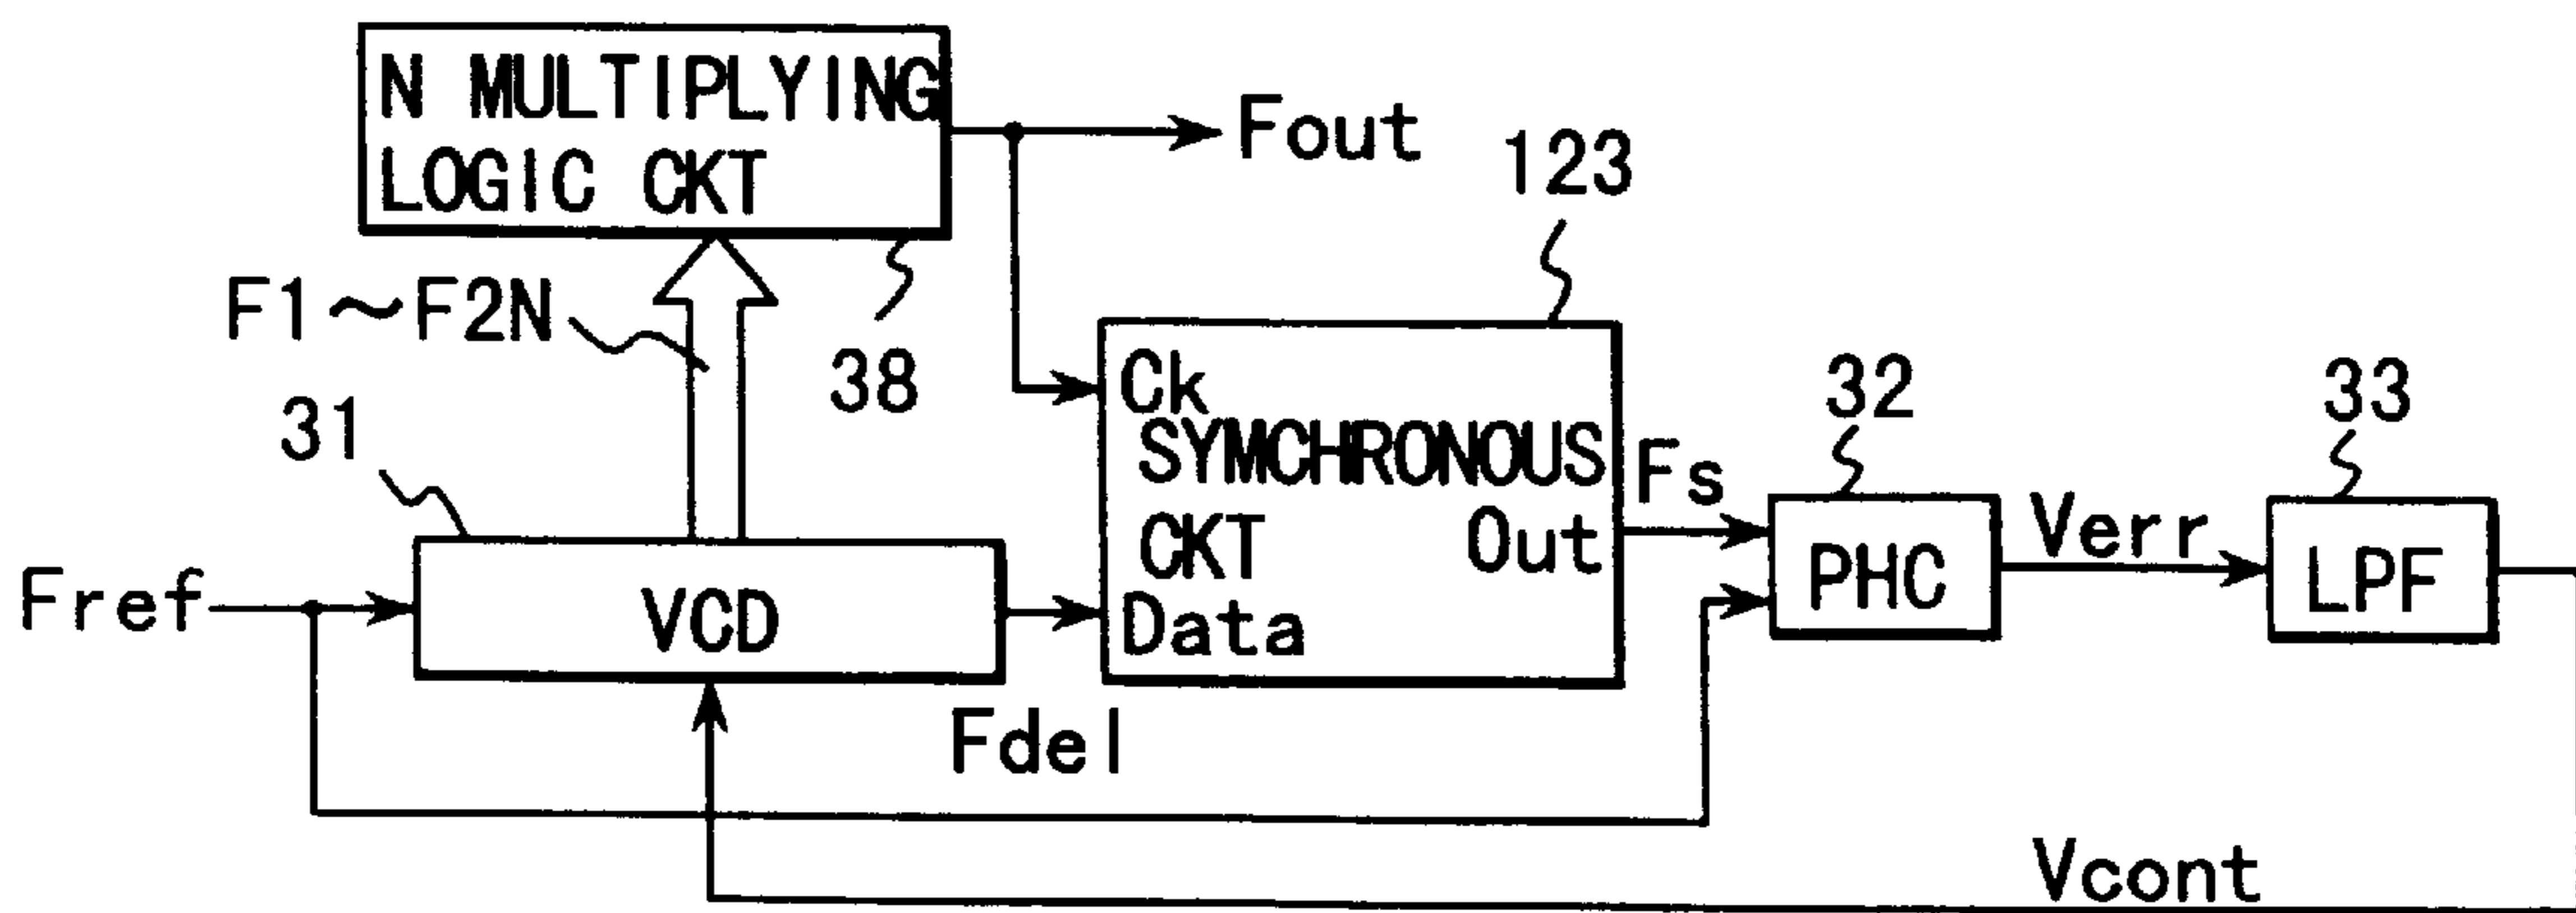 N MULTIPLYING
LOGIC CKT
Fout
123
F1~F2N
38
31
Ck
SYMCHRONOUS
CKT
Out
Data
Fs
32
33
Verr
PHC
LPF
Fref
VCD
Fdel
Vcont